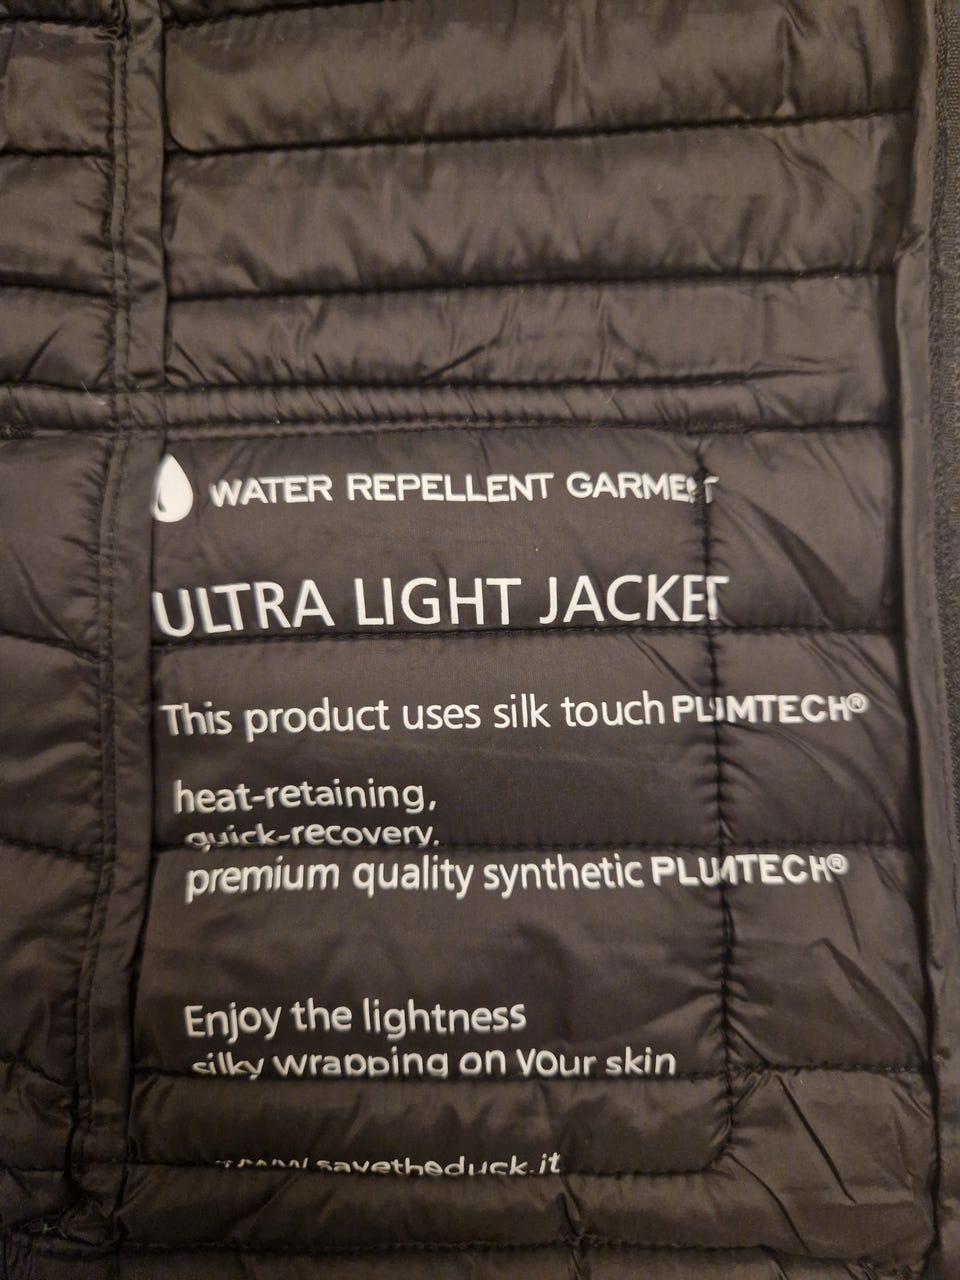 WATER REPELLENT GARMENT
ULTRA LIGHT JACKET
This product uses silk touch PLUMTECH®
heat-retaining,
quick-recovery,
premium quality synthetic PLUMTECH®
Enjoy the lightness
silky wrapping on your skin
www.savetheduck.it